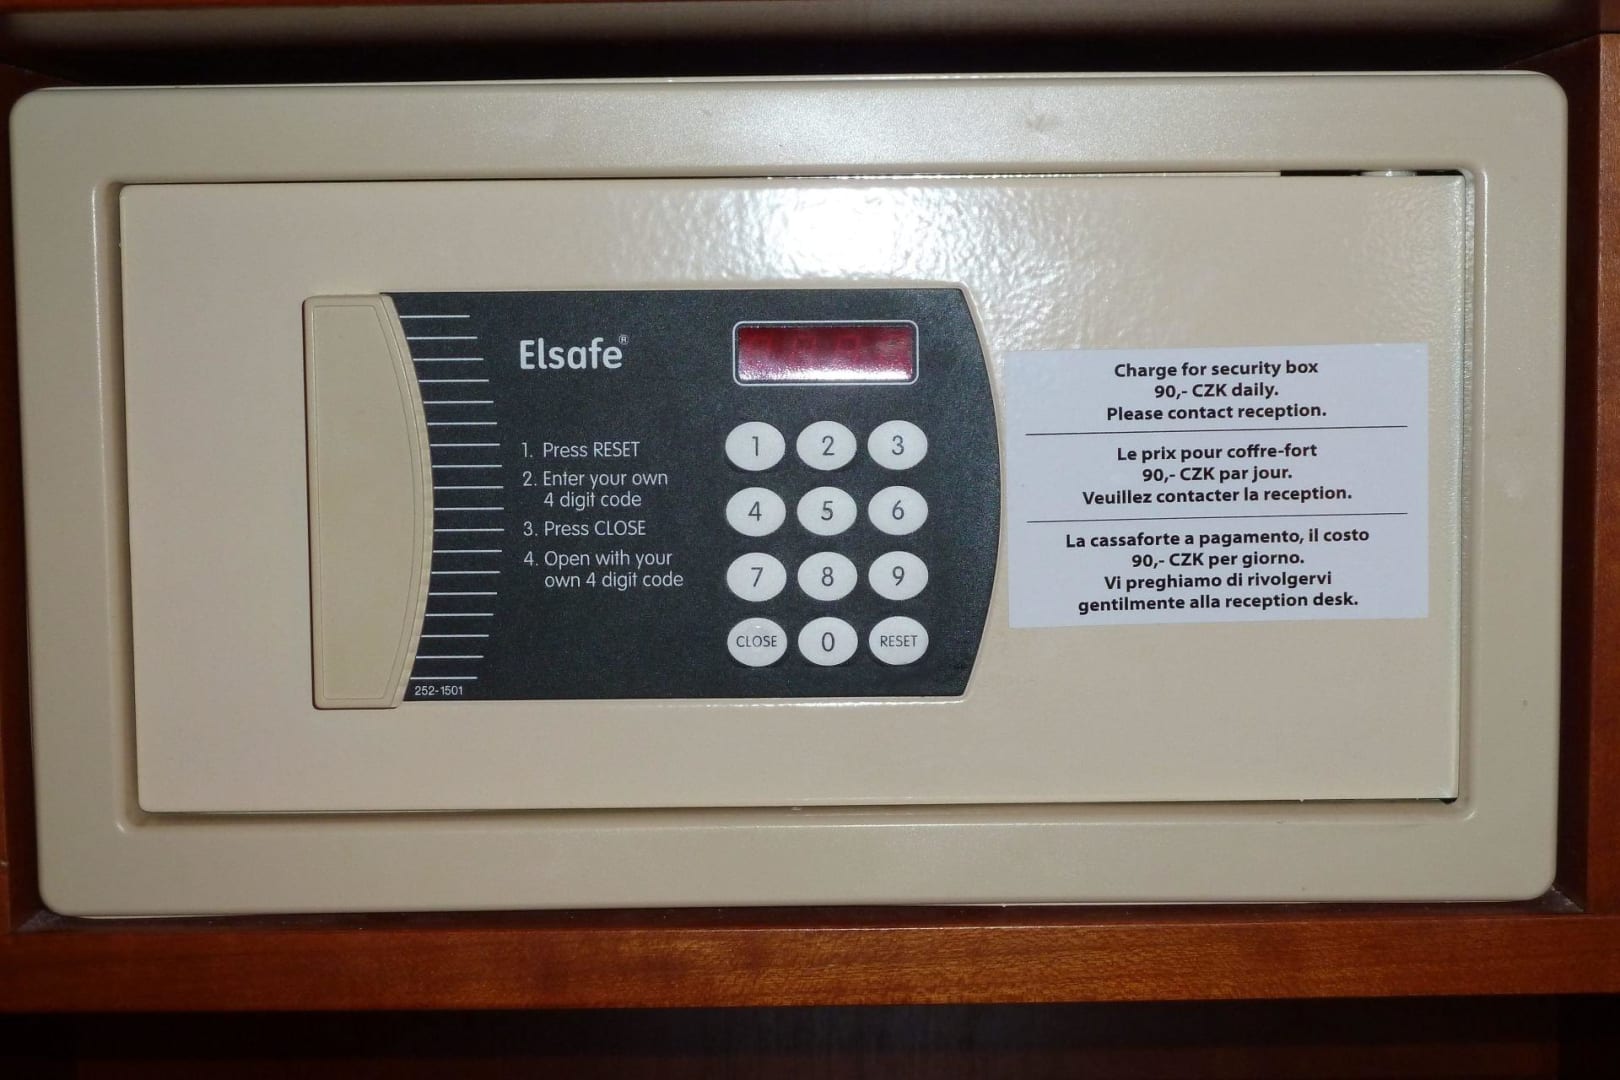 Elsafe®
1. Press RESET
2. Enter your own
4 digit code
3. Press CLOSE
4. Open with your
own 4 digit code
252-1501
1 2 3
4 5 6
7 8 9
CLOSE 0 RESET
Charge for security box
90,- CZK daily.
Please contact reception.
Le prix pour coffre-fort
90,- CZK par jour.
Veuillez contacter la reception.
La cassaforte a pagamento, il costo
90,- CZK per giorno.
Vi preghiamo di rivolgervi
gentilmente alla reception desk.